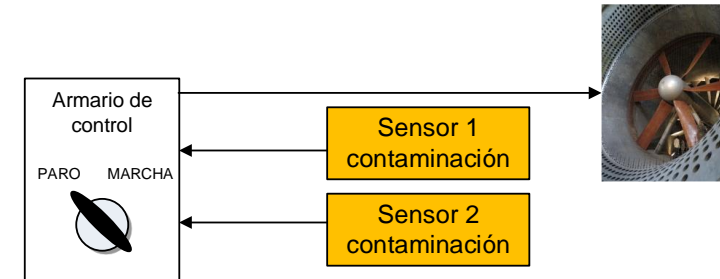 Armario de
control
PARO MARCHA
Sensor 1
contaminación
Sensor 2
contaminación